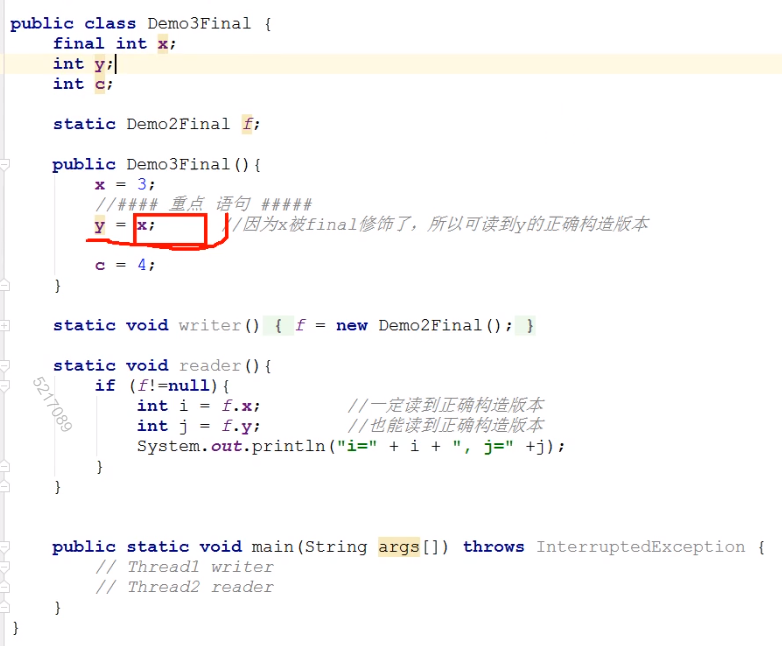 public class Demo3Final {
final int x;
int y;
int c;
static Demo2Final f;
public Demo3Final(){
x = 3;
//#### 重点 语句 #####
y = x; //因为x被final修饰了，所以可读到y的正确构造版本
c = 4;
}
static void writer() { f = new Demo2Final(); }
static void reader(){
if (f!=null){
int i = f.x; //一定读到正确构造版本
int j = f.y; //也能读到正确构造版本
System.out.println("i=" + i + ", j=" +j);
}
}
public static void main(String args[]) throws InterruptedException {
// Thread1 writer
// Thread2 reader
}
}
5217089